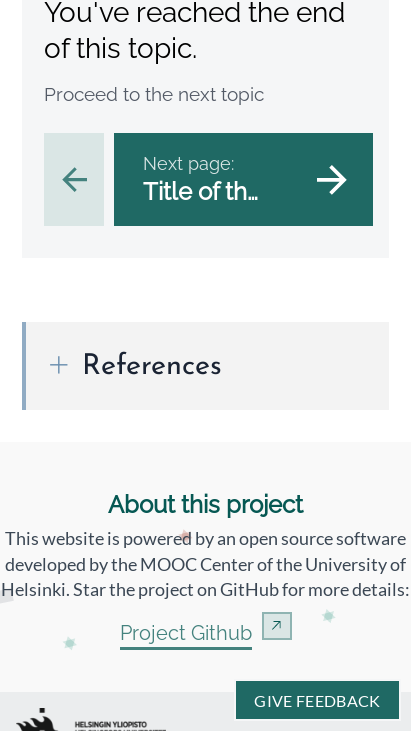 You've reached the end
of this topic.
Proceed to the next topic
Next page:
Title of th…
References
About this project
This website is powered by an open source software
developed by the MOOC Center of the University of
Helsinki. Star the project on GitHub for more details:
Project Github
GIVE FEEDBACK
HELSINGIN YLIOPISTO